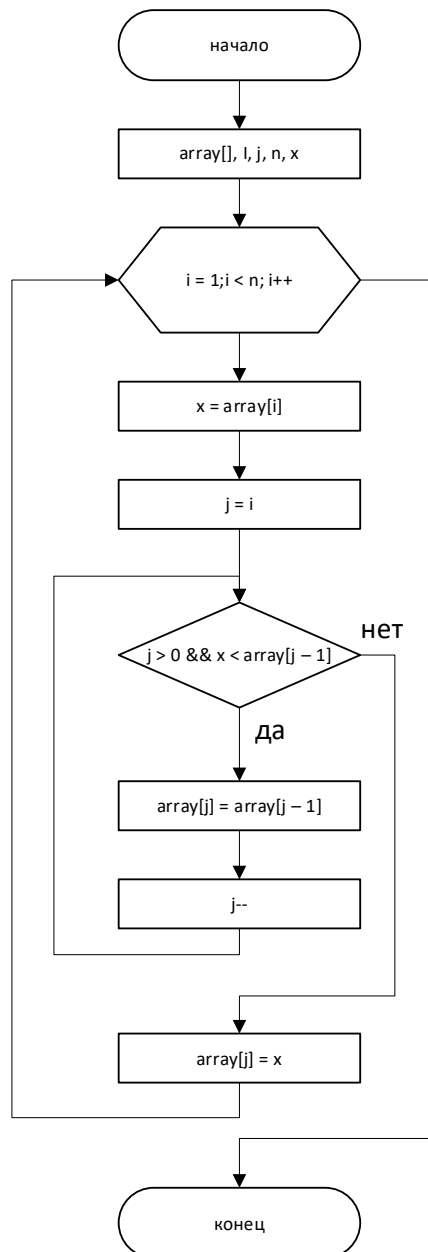 начало
array[], I, j, n, x
i = 1;i < n; i++
x = array[i]
j = i
j > 0 && x < array[j – 1]
нет
да
array[j] = array[j – 1]
j--
array[j] = x
конец